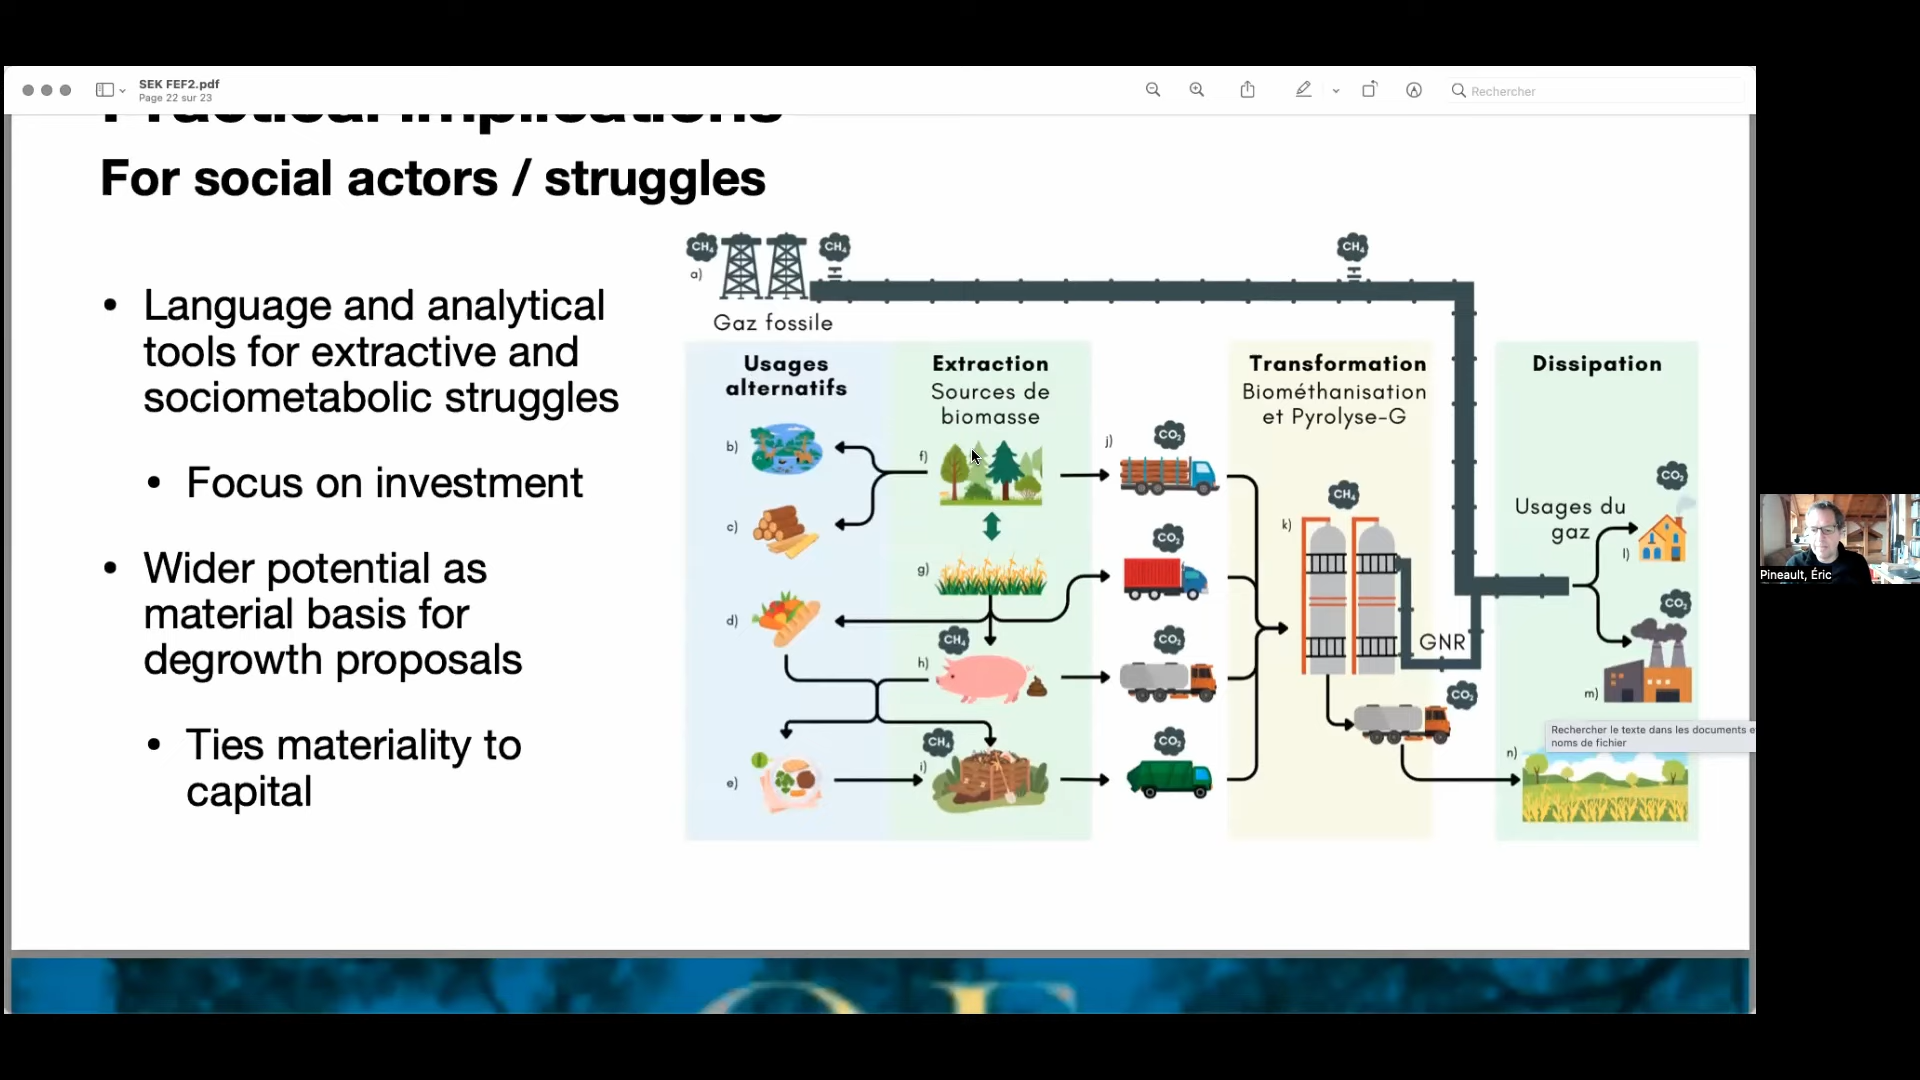 SEK FEF2.pdf
Page 22 sur 23
Rechercher
Practical implications
For social actors / struggles
• Language and analytical
tools for extractive and
sociometabolic struggles
• Focus on investment
• Wider potential as
material basis for
degrowth proposals
• Ties materiality to
capital
CH₄
CH₄
CH₄
a)
Gaz fossile
Usages
alternatifs
Extraction
Sources de
biomasse
Transformation
Biométhanisation
et Pyrolyse-G
Dissipation
b)
c)
d)
e)
f)
g)
CH₄
h)
CH₄
i)
j)
CO₂
CO₂
CO₂
CO₂
CH₄
k)
GNR
CO₂
Usages du
gaz
CO₂
l)
CO₂
m)
n)
Rechercher le texte dans les documents e
noms de fichier
Pineault, Éric